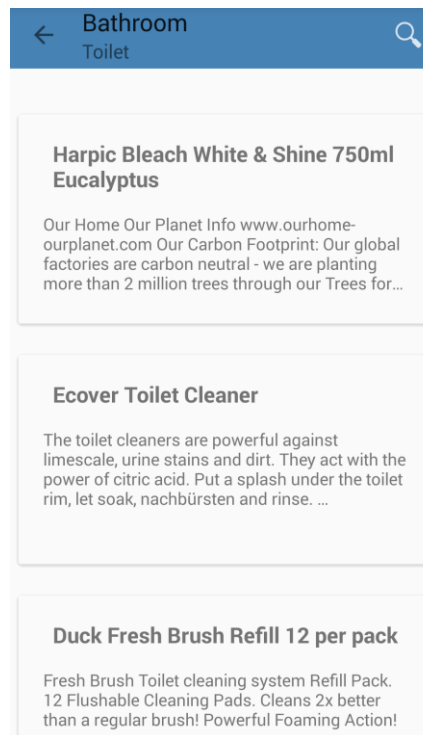 Bathroom
Toilet
Harpic Bleach White & Shine 750ml
Eucalyptus
Our Home Our Planet Info www.ourhome-
ourplanet.com Our Carbon Footprint: Our global
factories are carbon neutral - we are planting
more than 2 million trees through our Trees for…
Ecover Toilet Cleaner
The toilet cleaners are powerful against
limescale, urine stains and dirt. They act with the
power of citric acid. Put a splash under the toilet
rim, let soak, nachbürsten and rinse. …
Duck Fresh Brush Refill 12 per pack
Fresh Brush Toilet cleaning system Refill Pack.
12 Flushable Cleaning Pads. Cleans 2x better
than a regular brush! Powerful Foaming Action!